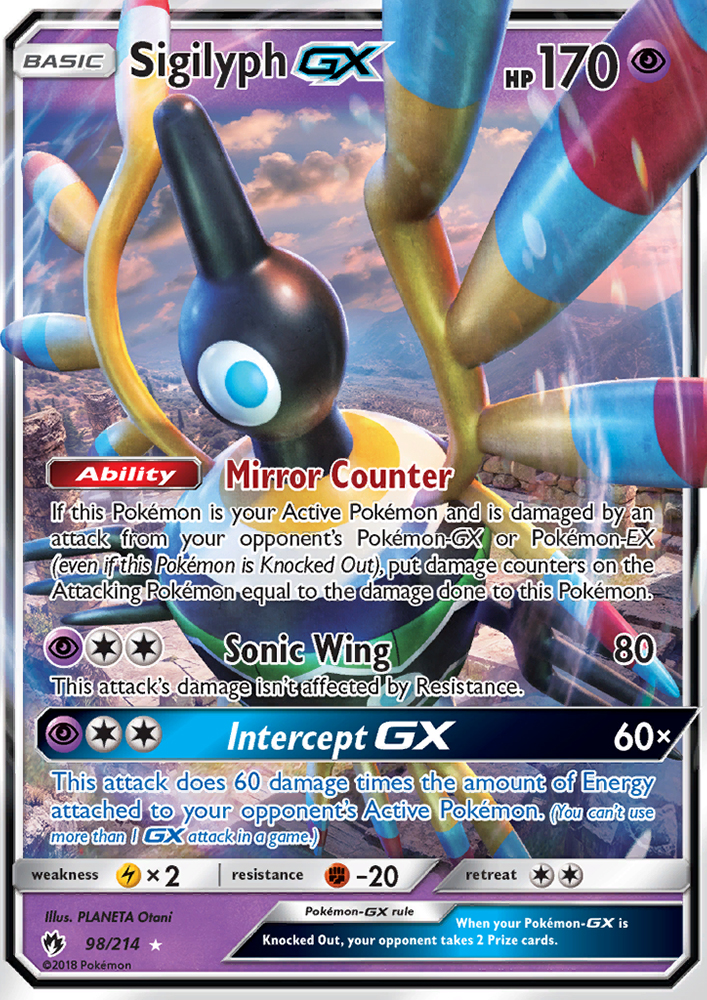 BASIC Sigilyph GX HP 170
Ability Mirror Counter
If this Pokémon is your Active Pokémon and is damaged by an
attack from your opponent's Pokémon-GX or Pokémon-EX
(even if this Pokémon is Knocked Out), put damage counters on the
Attacking Pokémon equal to the damage done to this Pokémon.
Sonic Wing 80
This attack's damage isn't affected by Resistance.
Intercept GX 60×
This attack does 60 damage times the amount of Energy
attached to your opponent's Active Pokémon. (You can't use
more than 1 GX attack in a game.)
weakness ×2 resistance -20 retreat
Illus. PLANETA Otani
98/214
©2018 Pokémon
Pokémon-GX rule
When your Pokémon-GX is
Knocked Out, your opponent takes 2 Prize cards.